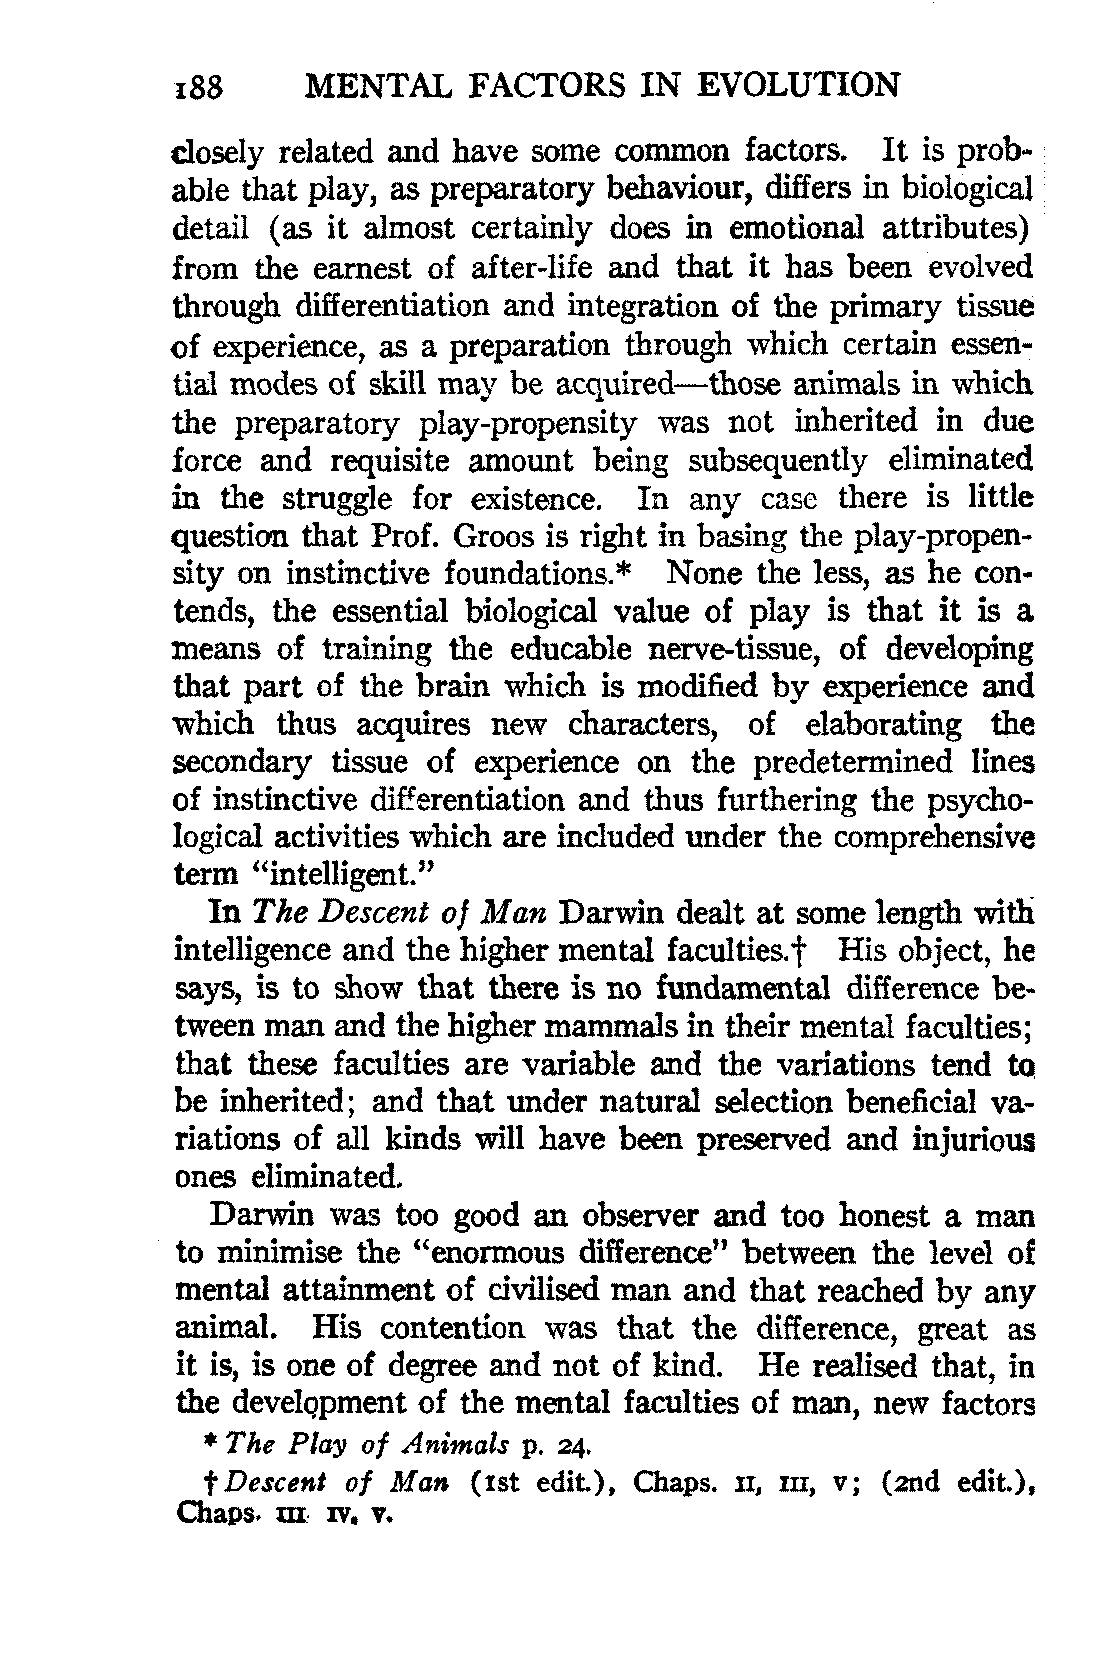 188 MENTAL FACTORS IN EVOLUTION
closely related and have some common factors. It is prob-
able that play, as preparatory behaviour, differs in biological
detail (as it almost certainly does in emotional attributes)
from the earnest of after-life and that it has been evolved
through differentiation and integration of the primary tissue
of experience, as a preparation through which certain essen-
tial modes of skill may be acquired—those animals in which
the preparatory play-propensity was not inherited in due
force and requisite amount being subsequently eliminated
in the struggle for existence. In any case there is little
question that Prof. Groos is right in basing the play-propen-
sity on instinctive foundations.* None the less, as he con-
tends, the essential biological value of play is that it is a
means of training the educable nerve-tissue, of developing
that part of the brain which is modified by experience and
which thus acquires new characters, of elaborating the
secondary tissue of experience on the predetermined lines
of instinctive differentiation and thus furthering the psycho-
logical activities which are included under the comprehensive
term “intelligent.”
In The Descent of Man Darwin dealt at some length with
intelligence and the higher mental faculties.† His object, he
says, is to show that there is no fundamental difference be-
tween man and the higher mammals in their mental faculties;
that these faculties are variable and the variations tend to
be inherited; and that under natural selection beneficial va-
riations of all kinds will have been preserved and injurious
ones eliminated.
Darwin was too good an observer and too honest a man
to minimise the “enormous difference” between the level of
mental attainment of civilised man and that reached by any
animal. His contention was that the difference, great as
it is, is one of degree and not of kind. He realised that, in
the development of the mental faculties of man, new factors
* The Play of Animals p. 24.
† Descent of Man (1st edit.), Chaps. II, III, V; (2nd edit.),
Chaps. III. IV, V.